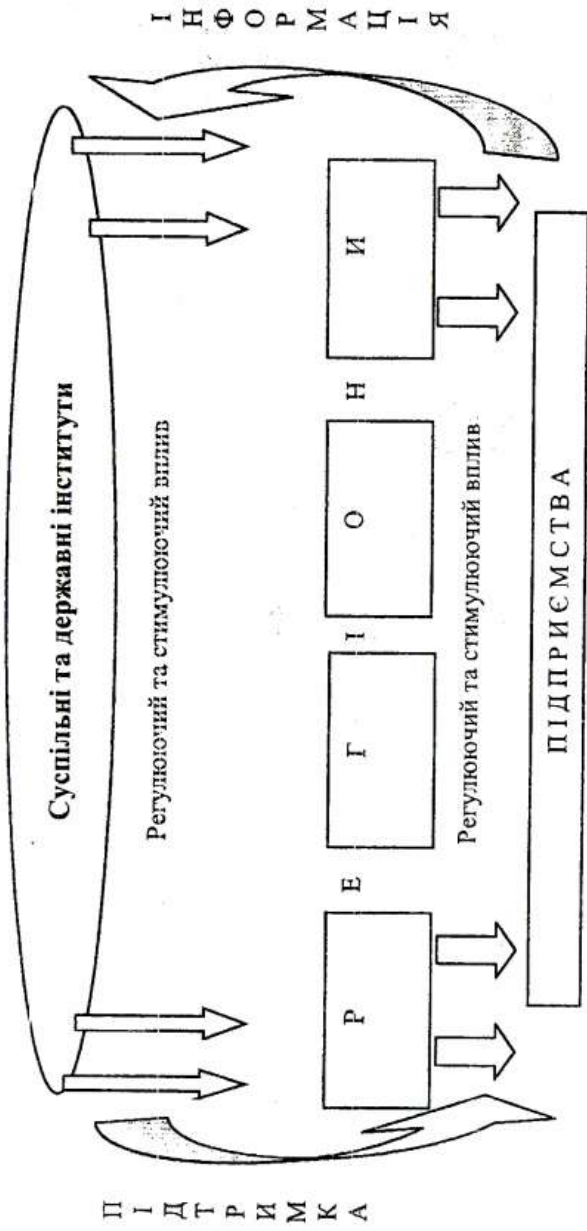 Суспільні та державні інститути
Регулюючий та стимулюючий вплив
ПІДТРИМКА
ІНФОРМАЦІЯ
Р Е Г І О Н И
Регулюючий та стимулюючий вплив
ПІДПРИЄМСТВА